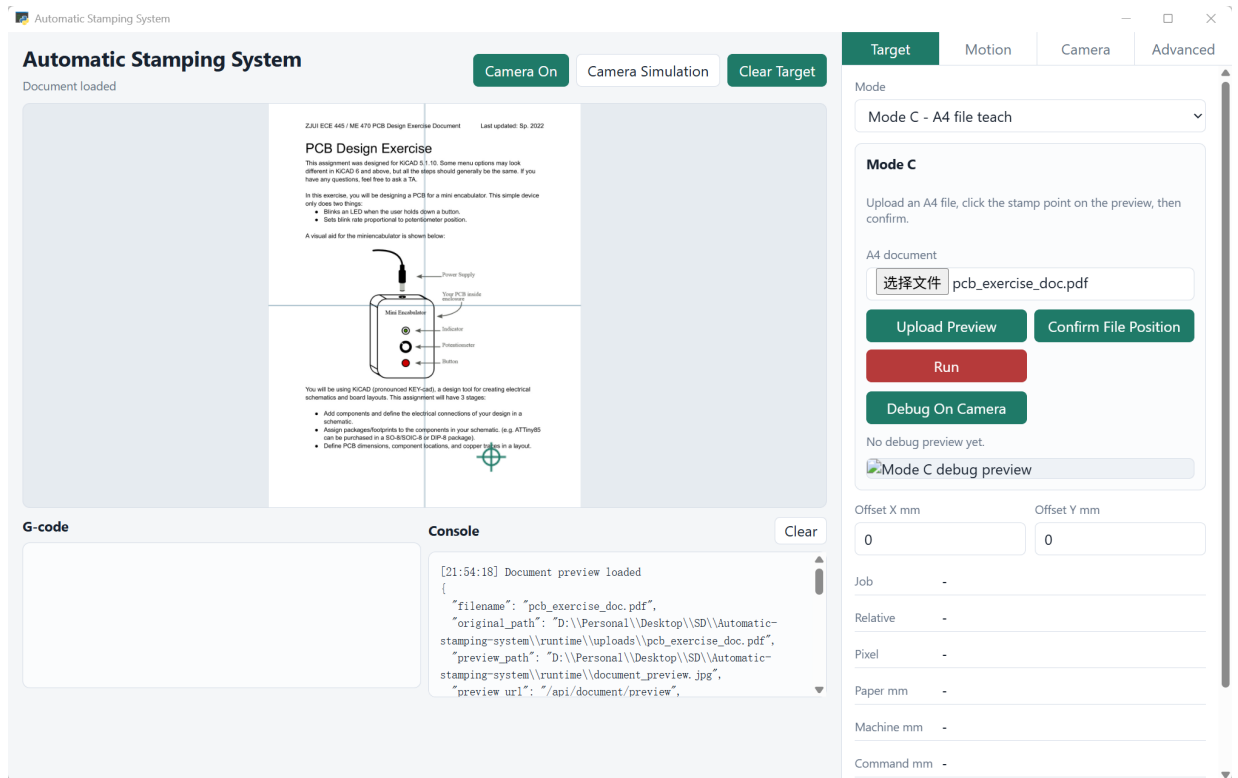 Automatic Stamping System
Automatic Stamping System
Document loaded
Camera On
Camera Simulation
Clear Target
ZJUI ECE 445 / ME 470 PCB Design Exercise Document Last updated: Sp. 2022
PCB Design Exercise
This assignment was designed for KiCAD 5.1.10. Some menu options may look
different in KiCAD 6 and above, but all the steps should generally be the same. If you
have any questions, feel free to ask a TA.
In this exercise, you will be designing a PCB for a mini encabulator. This simple device
only does two things:
● Blinks an LED when the user holds down a button.
● Sets blink rate proportional to potentiometer position.
A visual aid for the miniencabulator is shown below:
Power Supply
Your PCB inside
enclosure
Mini Encabulator
Indicator
Potentiometer
Button
You will be using KiCAD (pronounced KEY-cad), a design tool for creating electrical
schematics and board layouts. This assignment will have 3 stages:
● Add components and define the electrical connections of your design in a
schematic.
● Assign packages/footprints to the components in your schematic. (e.g. ATTiny85
can be purchased in a SO-8/SOIC-8 or DIP-8 package).
● Define PCB dimensions, component locations, and copper traces in a layout.
G-code
Console
Clear
[21:54:18] Document preview loaded
{
"filename": "pcb_exercise_doc.pdf",
"original_path": "D:\\Personal\\Desktop\\SD\\Automatic-
stamping-system\\runtime\\uploads\\pcb_exercise_doc.pdf",
"preview_path": "D:\\Personal\\Desktop\\SD\\Automatic-
stamping-system\\runtime\\document_preview.jpg",
"preview_url": "/api/document/preview",
Target
Motion
Camera
Advanced
Mode
Mode C - A4 file teach
Mode C
Upload an A4 file, click the stamp point on the preview, then
confirm.
A4 document
选择文件 pcb_exercise_doc.pdf
Upload Preview
Confirm File Position
Run
Debug On Camera
No debug preview yet.
Mode C debug preview
Offset X mm
Offset Y mm
0
0
Job -
Relative -
Pixel -
Paper mm -
Machine mm -
Command mm -